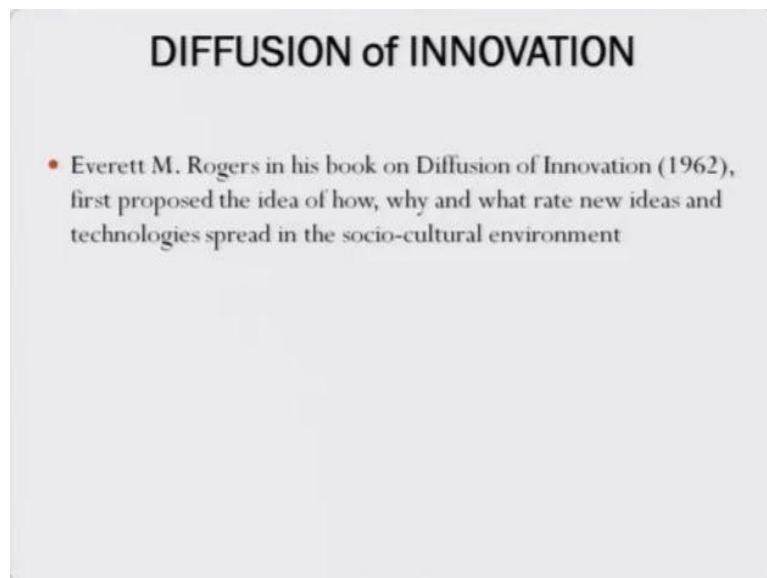 DIFFUSION of INNOVATION
• Everett M. Rogers in his book on Diffusion of Innovation (1962),
first proposed the idea of how, why and what rate new ideas and
technologies spread in the socio-cultural environment